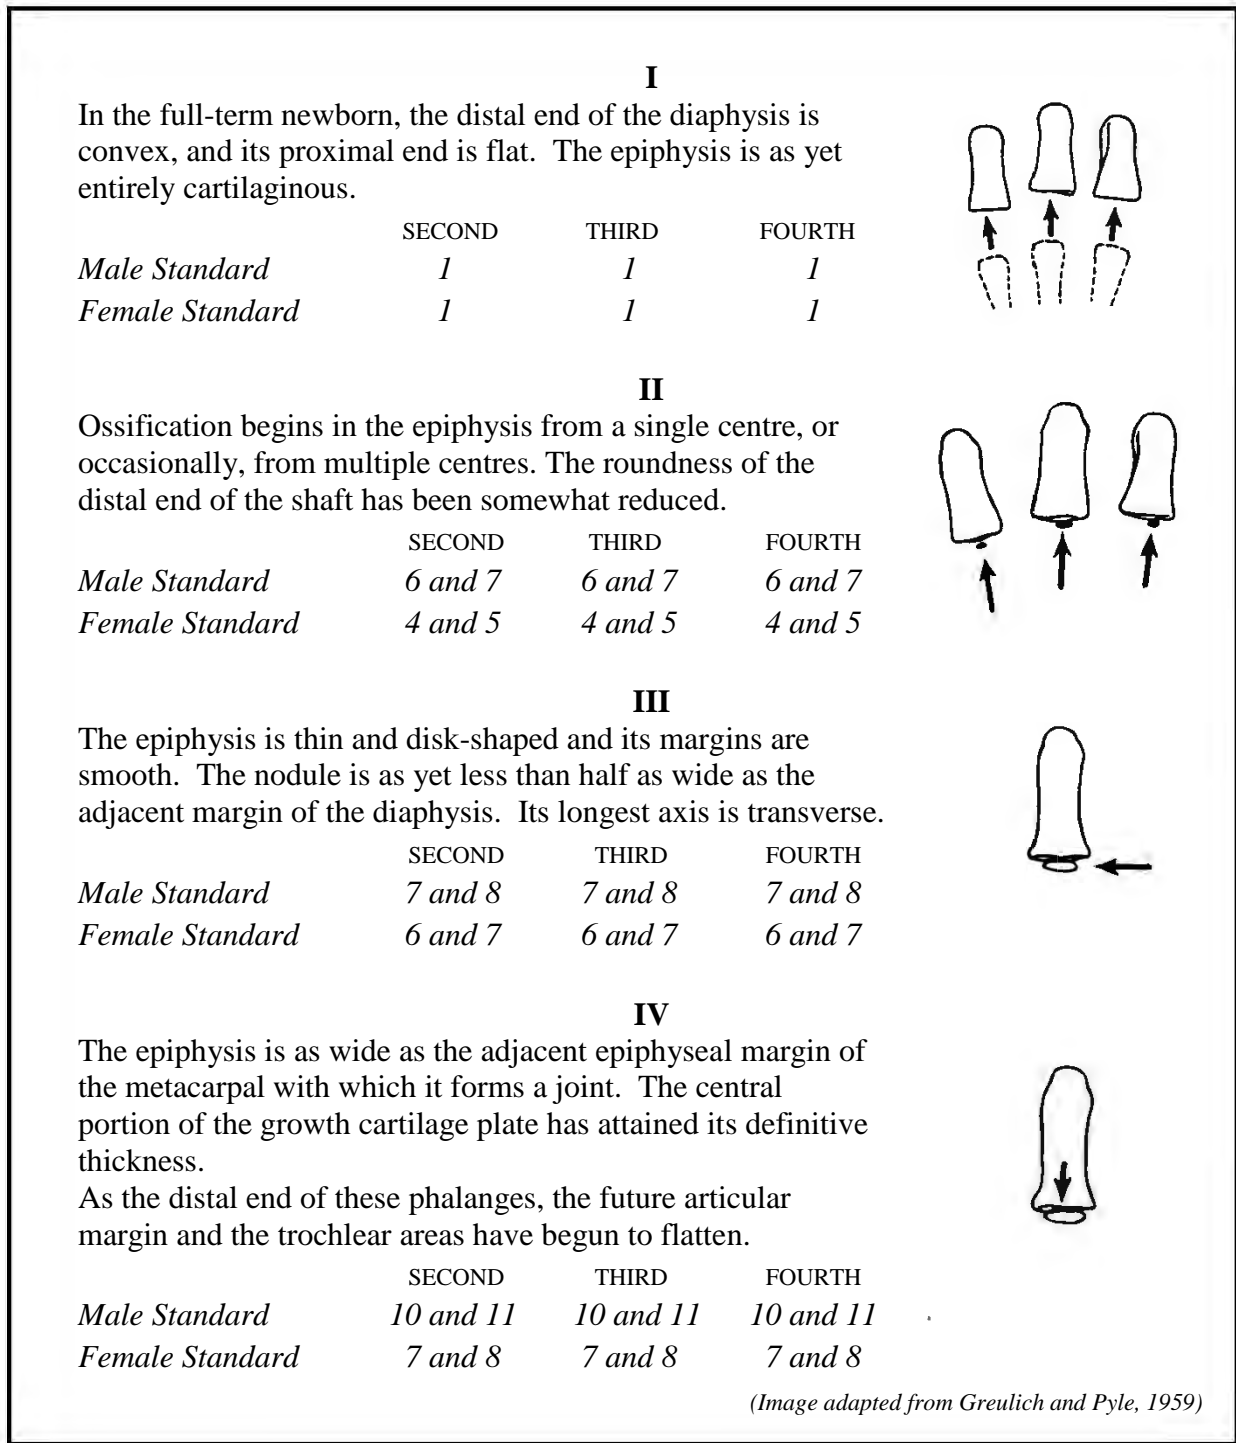 I
In the full-term newborn, the distal end of the diaphysis is
convex, and its proximal end is flat.  The epiphysis is as yet
entirely cartilaginous.
SECOND THIRD FOURTH
Male Standard 1 1 1
Female Standard 1 1 1
II
Ossification begins in the epiphysis from a single centre, or
occasionally, from multiple centres. The roundness of the
distal end of the shaft has been somewhat reduced.
SECOND THIRD FOURTH
Male Standard 6 and 7 6 and 7 6 and 7
Female Standard 4 and 5 4 and 5 4 and 5
III
The epiphysis is thin and disk-shaped and its margins are
smooth.  The nodule is as yet less than half as wide as the
adjacent margin of the diaphysis.  Its longest axis is transverse.
SECOND THIRD FOURTH
Male Standard 7 and 8 7 and 8 7 and 8
Female Standard 6 and 7 6 and 7 6 and 7
IV
The epiphysis is as wide as the adjacent epiphyseal margin of
the metacarpal with which it forms a joint.  The central
portion of the growth cartilage plate has attained its definitive
thickness.
As the distal end of these phalanges, the future articular
margin and the trochlear areas have begun to flatten.
SECOND THIRD FOURTH
Male Standard 10 and 11 10 and 11 10 and 11
Female Standard 7 and 8 7 and 8 7 and 8
(Image adapted from Greulich and Pyle, 1959)